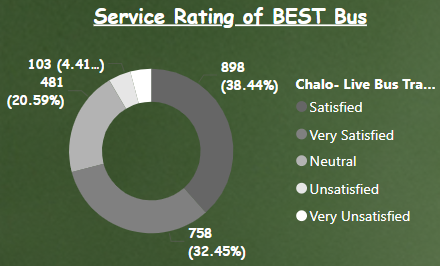 Service Rating of BEST Bus
103 (4.41...)
481
(20.59%)
898
(38.44%)
758
(32.45%)
Chalo- Live Bus Tra...
Satisfied
Very Satisfied
Neutral
Unsatisfied
Very Unsatisfied